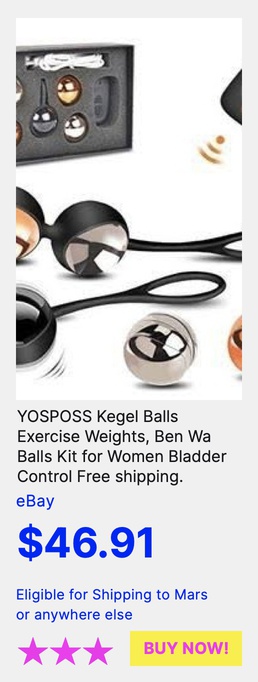 YOSPOSS Kegel Balls
Exercise Weights, Ben Wa
Balls Kit for Women Bladder
Control Free shipping.
eBay
$46.91
Eligible for Shipping to Mars
or anywhere else
BUY NOW!